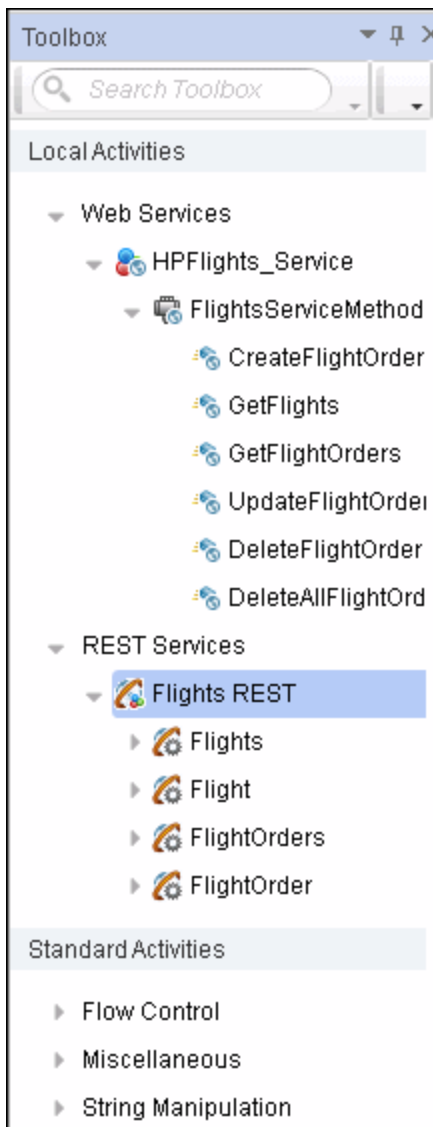 Toolbox
Search Toolbox
Local Activities
Web Services
HPFlights_Service
FlightsServiceMethod
CreateFlightOrder
GetFlights
GetFlightOrders
UpdateFlightOrder
DeleteFlightOrder
DeleteAllFlightOrd
REST Services
Flights REST
Flights
Flight
FlightOrders
FlightOrder
Standard Activities
Flow Control
Miscellaneous
String Manipulation